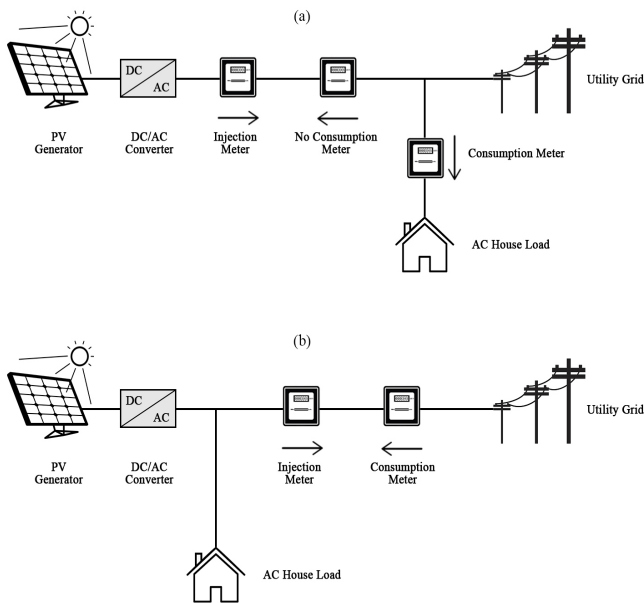 (a)
DC
AC
Utility Grid
PV
Generator
DC/AC
Converter
Injection
Meter
No Consumption
Meter
Consumption Meter
AC House Load
(b)
DC
AC
Utility Grid
PV
Generator
DC/AC
Converter
Injection
Meter
Consumption
Meter
AC House Load